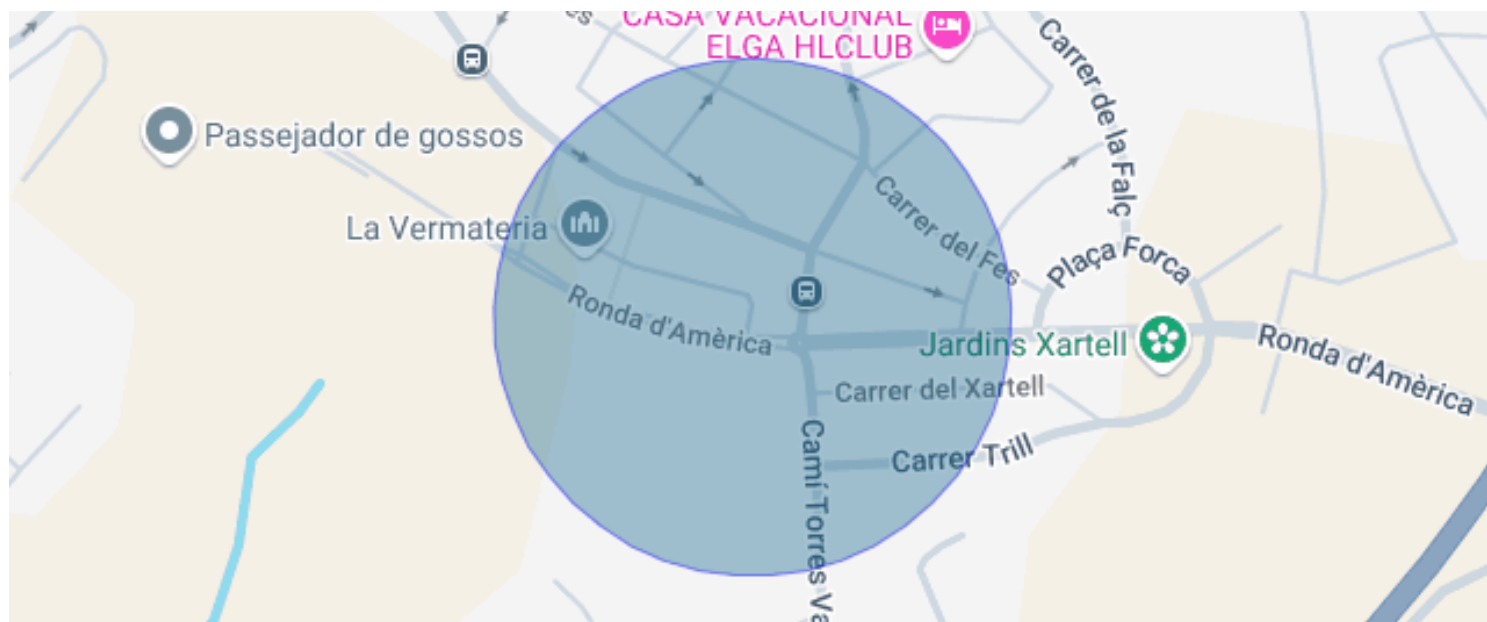 CASA VACACIONAL
ELGA HLCLUB
Carrer de la Falç
Passejador de gossos
La Vermateria
Carrer del Fes
Plaça Forca
Ronda d'Amèrica
Jardins Xartell
Ronda d'Amèrica
Carrer del Xartell
Carrer Trill
Camí Torres Va